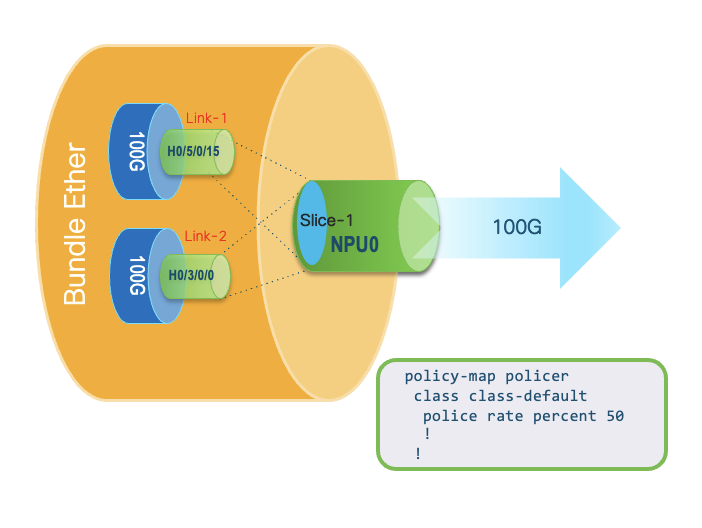 Bundle Ether
Link-1
100G
H0/5/0/15
Link-2
100G
H0/3/0/0
Slice-1
NPU0
100G
policy-map policer
class class-default
police rate percent 50
!
!